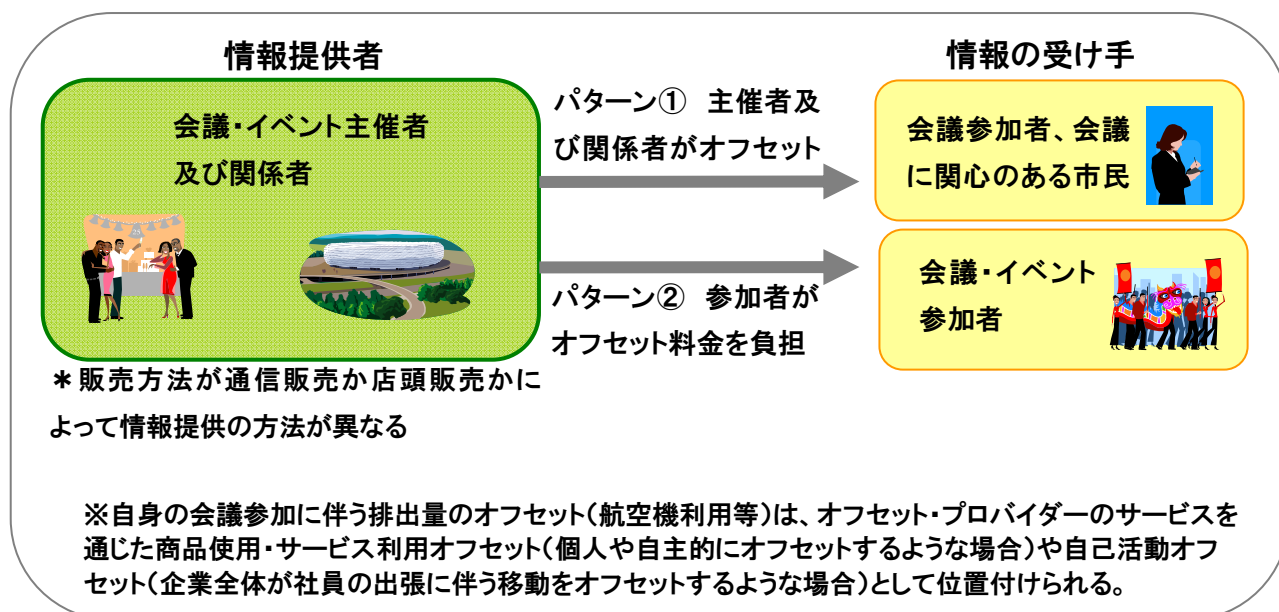 情報提供者
情報の受け手
会議・イベント主催者
及び関係者
パターン① 主催者及
び関係者がオフセット
会議参加者、会議
に関心のある市民
パターン② 参加者が
オフセット料金を負担
会議・イベント
参加者
＊販売方法が通信販売か店頭販売かに
よって情報提供の方法が異なる
※自身の会議参加に伴う排出量のオフセット（航空機利用等）は、オフセット・プロバイダーのサービスを
通じた商品使用・サービス利用オフセット（個人や自主的にオフセットするような場合）や自己活動オフ
セット（企業全体が社員の出張に伴う移動をオフセットするような場合）として位置付けられる。